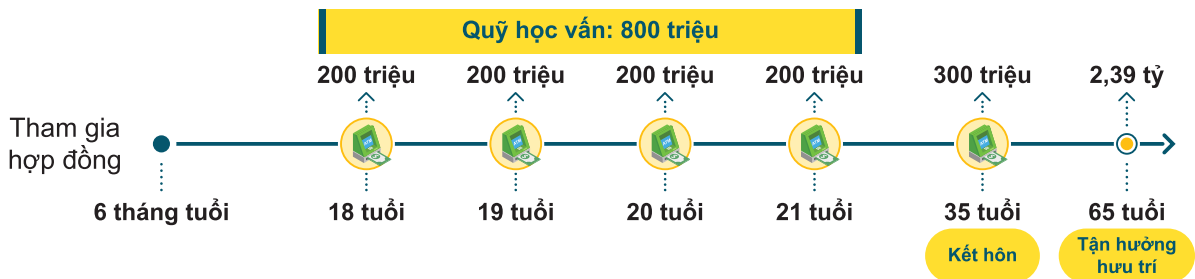 Quỹ học vấn: 800 triệu
200 triệu
200 triệu
200 triệu
200 triệu
300 triệu
2,39 tỷ
Tham gia
hợp đồng
6 tháng tuổi
18 tuổi
19 tuổi
20 tuổi
21 tuổi
35 tuổi
65 tuổi
Kết hôn
Tận hưởng
hưu trí